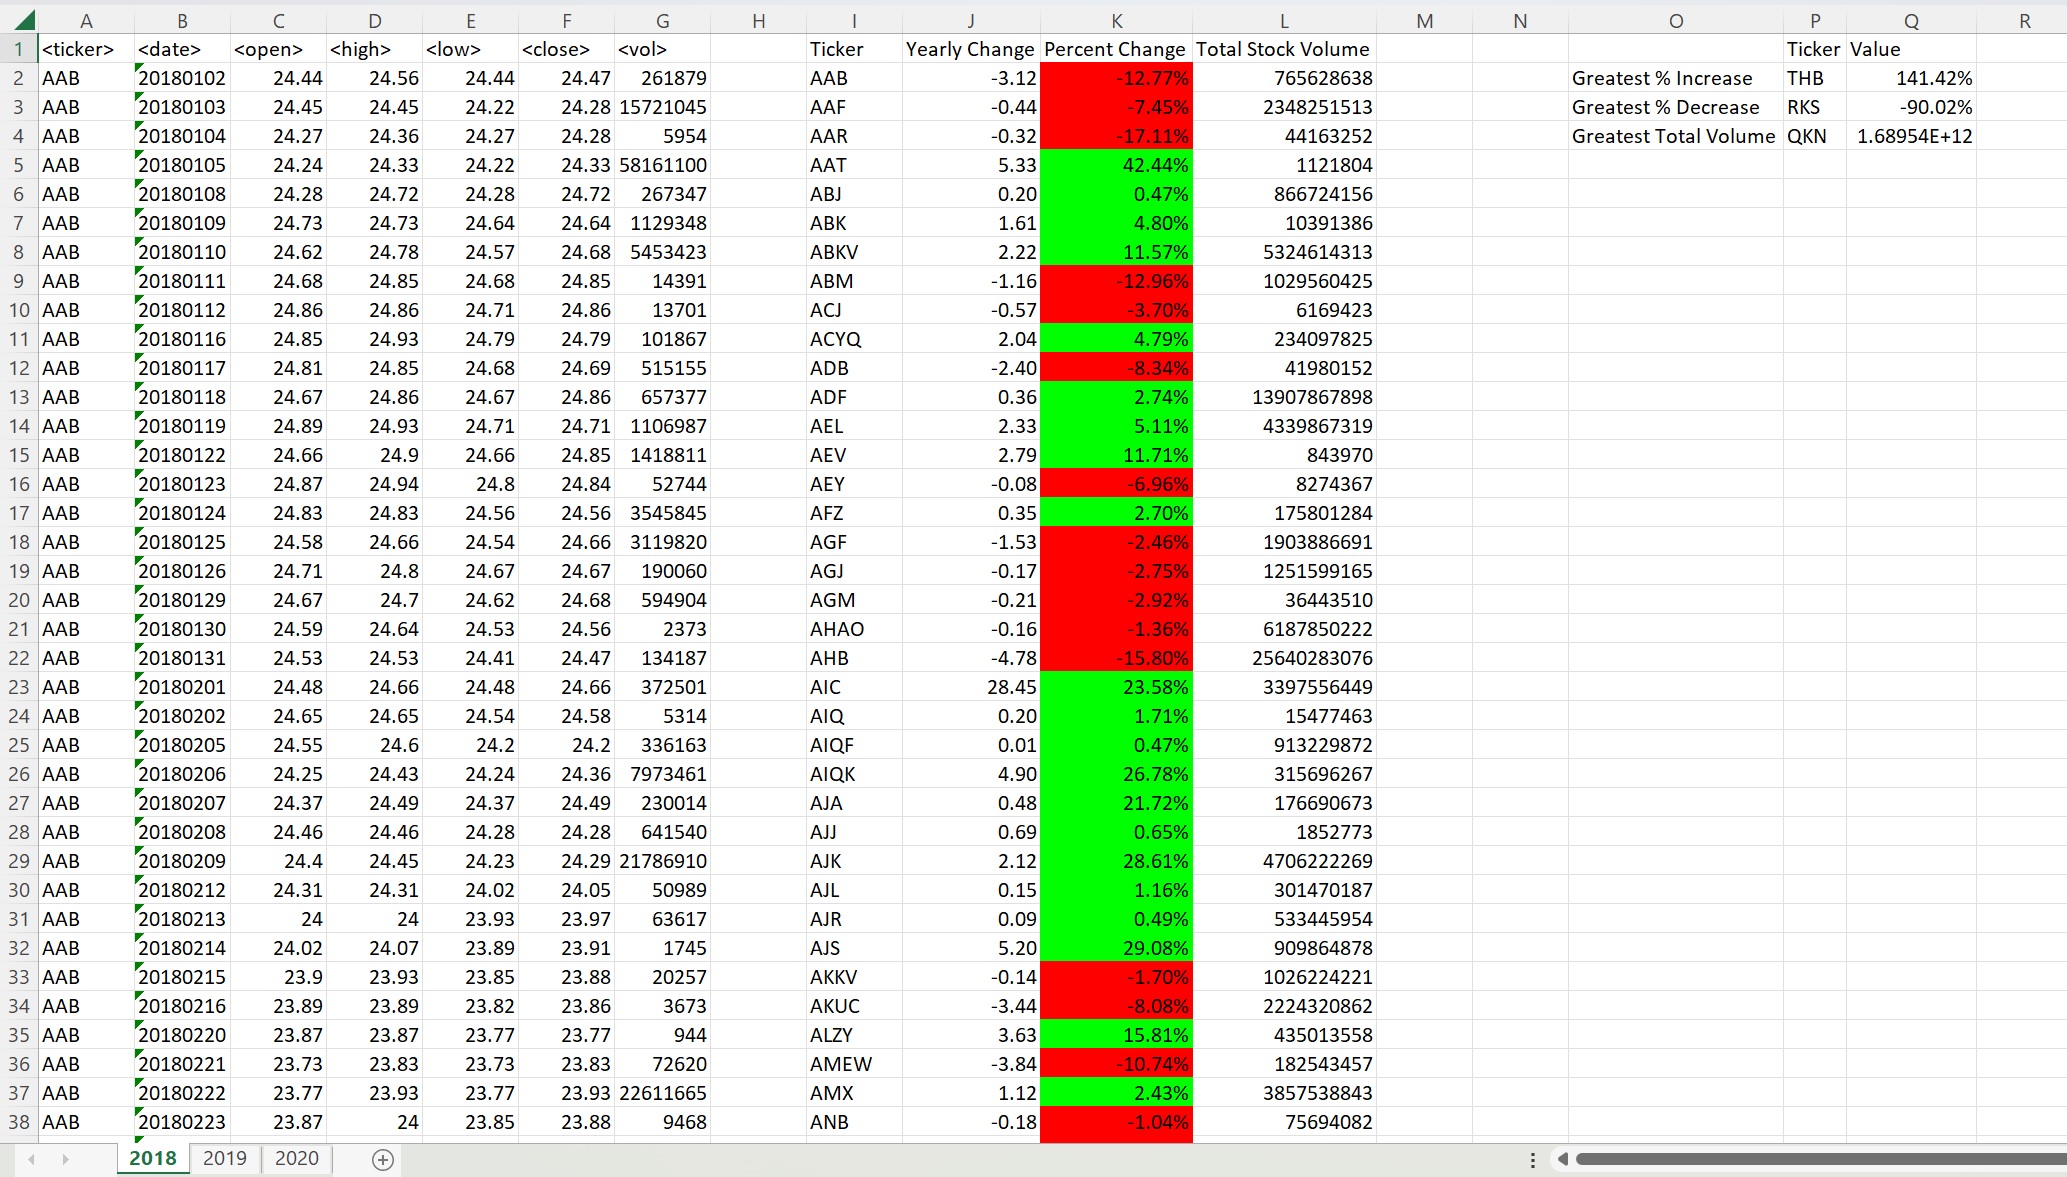 A B C D E F G H I J K L M N O P Q R
1 <ticker> <date> <open> <high> <low> <close> <vol> Ticker Yearly Change Percent Change Total Stock Volume Ticker Value
2 AAB 20180102 24.44 24.56 24.44 24.47 261879 AAB -3.12 -12.77% 765628638 Greatest % Increase THB 141.42%
3 AAB 20180103 24.45 24.45 24.22 24.28 15721045 AAF -0.44 -7.45% 2348251513 Greatest % Decrease RKS -90.02%
4 AAB 20180104 24.27 24.36 24.27 24.28 5954 AAR -0.32 -17.11% 44163252 Greatest Total Volume QKN 1.68954E+12
5 AAB 20180105 24.24 24.33 24.22 24.33 58161100 AAT 5.33 42.44% 1121804
6 AAB 20180108 24.28 24.72 24.28 24.72 267347 ABJ 0.20 0.47% 866724156
7 AAB 20180109 24.73 24.73 24.64 24.64 1129348 ABK 1.61 4.80% 10391386
8 AAB 20180110 24.62 24.78 24.57 24.68 5453423 ABKV 2.22 11.57% 5324614313
9 AAB 20180111 24.68 24.85 24.68 24.85 14391 ABM -1.16 -12.96% 1029560425
10 AAB 20180112 24.86 24.86 24.71 24.86 13701 ACJ -0.57 -3.70% 6169423
11 AAB 20180116 24.85 24.93 24.79 24.79 101867 ACYQ 2.04 4.79% 234097825
12 AAB 20180117 24.81 24.85 24.68 24.69 515155 ADB -2.40 -8.34% 41980152
13 AAB 20180118 24.67 24.86 24.67 24.86 657377 ADF 0.36 2.74% 13907867898
14 AAB 20180119 24.89 24.93 24.71 24.71 1106987 AEL 2.33 5.11% 4339867319
15 AAB 20180122 24.66 24.9 24.66 24.85 1418811 AEV 2.79 11.71% 843970
16 AAB 20180123 24.87 24.94 24.8 24.84 52744 AEY -0.08 -6.96% 8274367
17 AAB 20180124 24.83 24.83 24.56 24.56 3545845 AFZ 0.35 2.70% 175801284
18 AAB 20180125 24.58 24.66 24.54 24.66 3119820 AGF -1.53 -2.46% 1903886691
19 AAB 20180126 24.71 24.8 24.67 24.67 190060 AGJ -0.17 -2.75% 1251599165
20 AAB 20180129 24.67 24.7 24.62 24.68 594904 AGM -0.21 -2.92% 36443510
21 AAB 20180130 24.59 24.64 24.53 24.56 2373 AHAO -0.16 -1.36% 6187850222
22 AAB 20180131 24.53 24.53 24.41 24.47 134187 AHB -4.78 -15.80% 25640283076
23 AAB 20180201 24.48 24.66 24.48 24.66 372501 AIC 28.45 23.58% 3397556449
24 AAB 20180202 24.65 24.65 24.54 24.58 5314 AIQ 0.20 1.71% 15477463
25 AAB 20180205 24.55 24.6 24.2 24.2 336163 AIQF 0.01 0.47% 913229872
26 AAB 20180206 24.25 24.43 24.24 24.36 7973461 AIQK 4.90 26.78% 315696267
27 AAB 20180207 24.37 24.49 24.37 24.49 230014 AJA 0.48 21.72% 176690673
28 AAB 20180208 24.46 24.46 24.28 24.28 641540 AJJ 0.69 0.65% 1852773
29 AAB 20180209 24.4 24.45 24.23 24.29 21786910 AJK 2.12 28.61% 4706222269
30 AAB 20180212 24.31 24.31 24.02 24.05 50989 AJL 0.15 1.16% 301470187
31 AAB 20180213 24 24 23.93 23.97 63617 AJR 0.09 0.49% 533445954
32 AAB 20180214 24.02 24.07 23.89 23.91 1745 AJS 5.20 29.08% 909864878
33 AAB 20180215 23.9 23.93 23.85 23.88 20257 AKKV -0.14 -1.70% 1026224221
34 AAB 20180216 23.89 23.89 23.82 23.86 3673 AKUC -3.44 -8.08% 2224320862
35 AAB 20180220 23.87 23.87 23.77 23.77 944 ALZY 3.63 15.81% 435013558
36 AAB 20180221 23.73 23.83 23.73 23.83 72620 AMEW -3.84 -10.74% 182543457
37 AAB 20180222 23.77 23.93 23.77 23.93 22611665 AMX 1.12 2.43% 3857538843
38 AAB 20180223 23.87 24 23.85 23.88 9468 ANB -0.18 -1.04% 75694082
2018 2019 2020